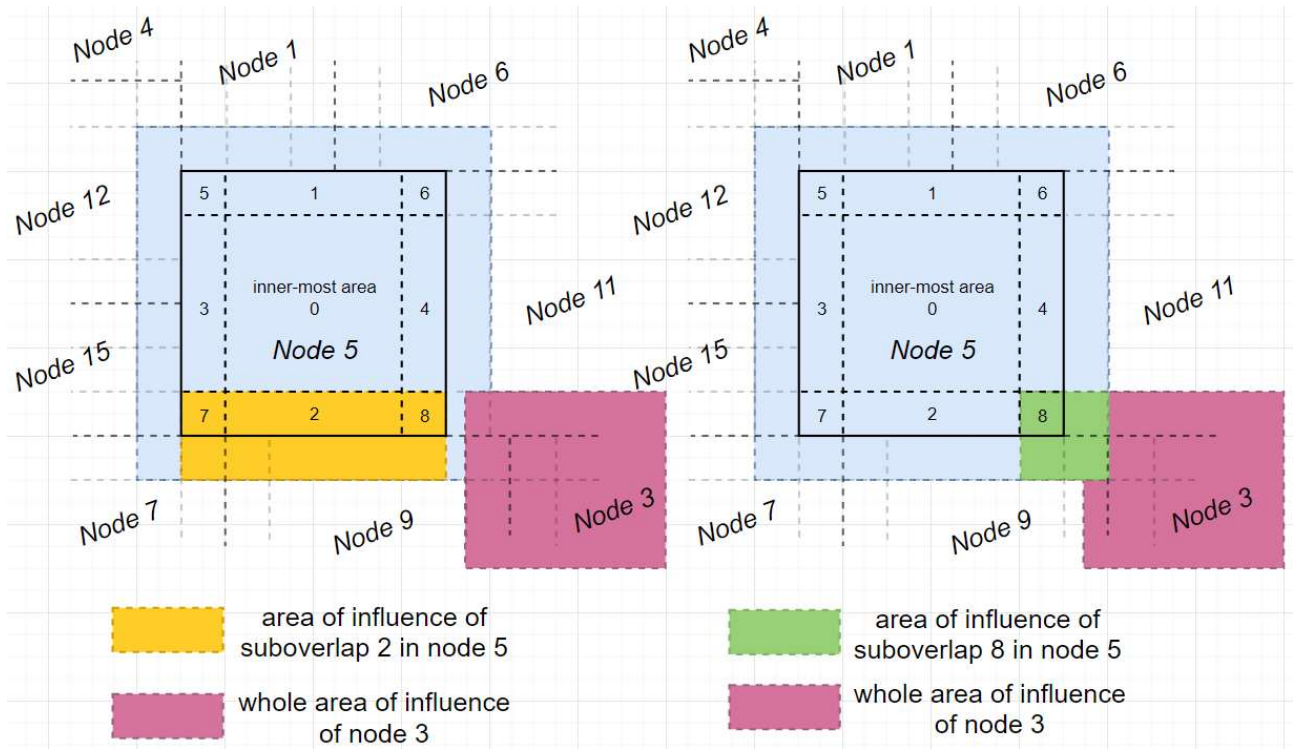 Node 4
Node 1
Node 6
Node 12
5
1
6
inner-most area
0
3
4
Node 5
Node 11
Node 15
7
2
8
Node 7
Node 9
Node 3
area of influence of
suboverlap 2 in node 5
whole area of influence
of node 3
Node 4
Node 1
Node 6
Node 12
5
1
6
inner-most area
0
3
4
Node 5
Node 11
Node 15
7
2
8
Node 7
Node 9
Node 3
area of influence of
suboverlap 8 in node 5
whole area of influence
of node 3